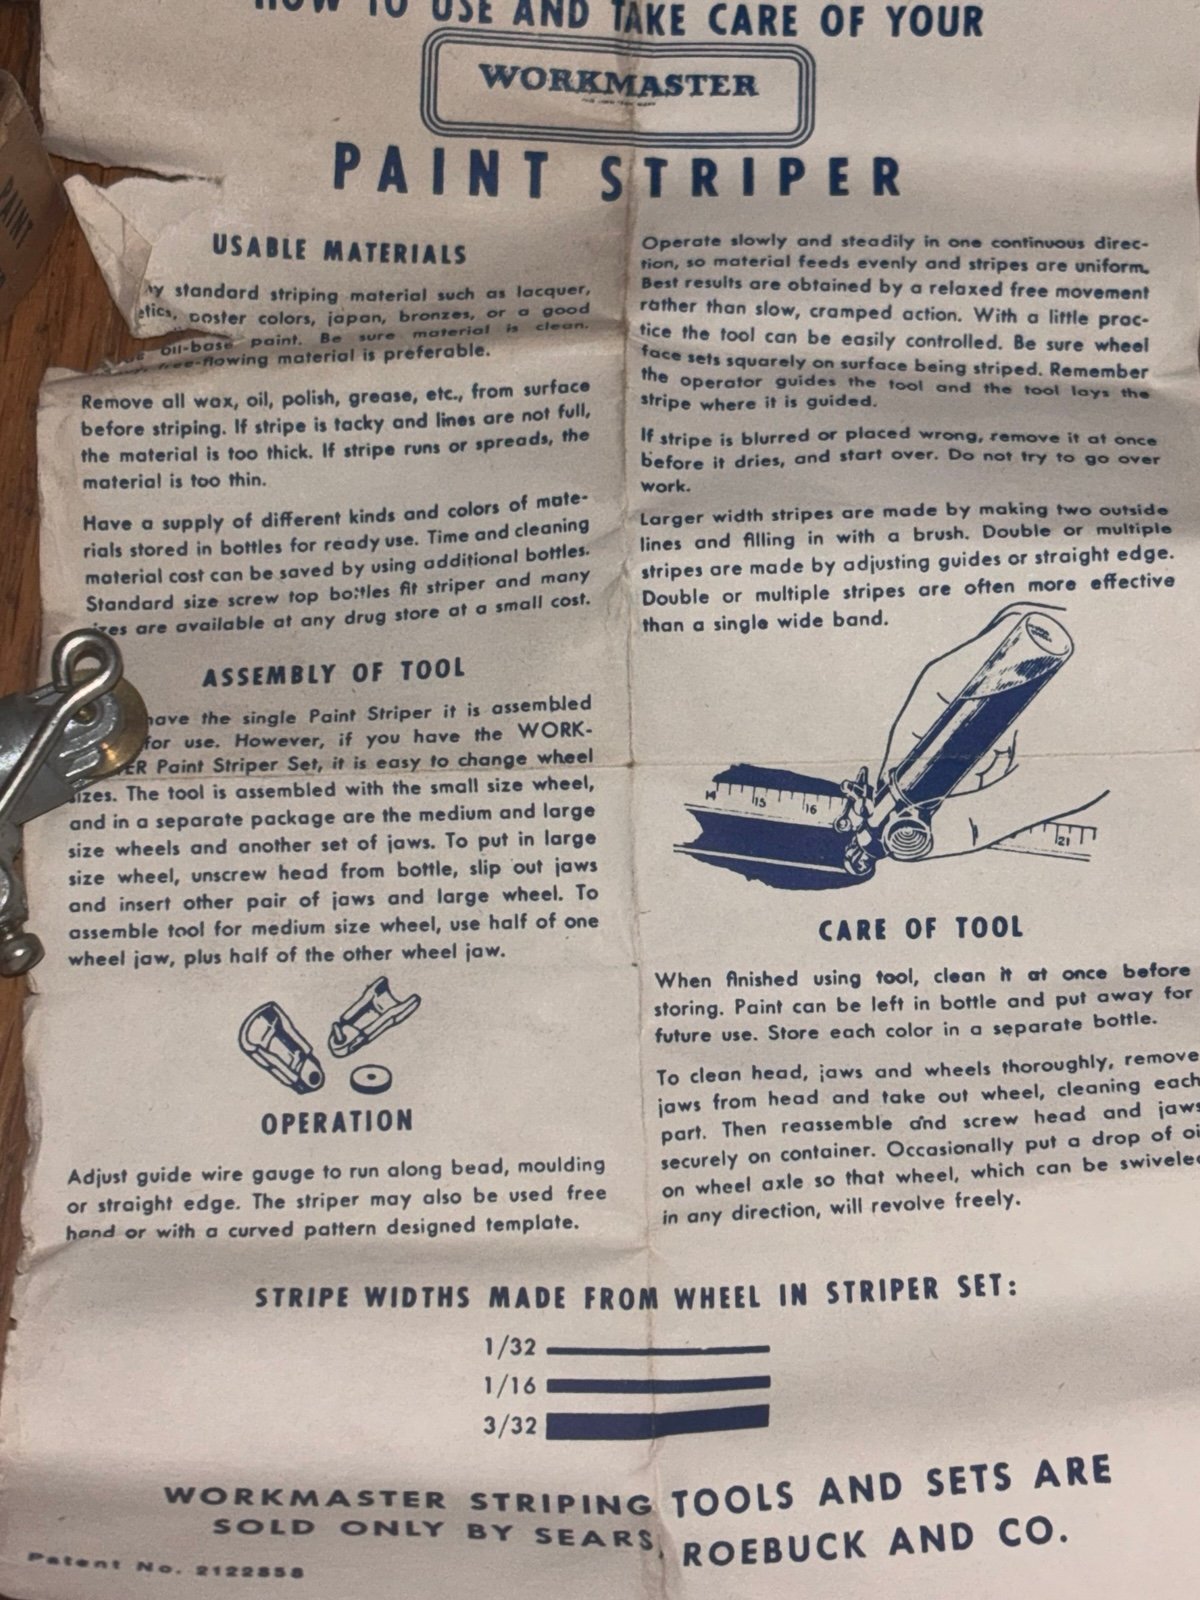 HOW TO USE AND TAKE CARE OF YOUR
WORKMASTER
PAINT STRIPER
PAINT
USABLE MATERIALS
standard striping material such as lacquer,
poster colors, japan, bronzes, or a good
oil-base paint. Be sure material is clean.
free-flowing material is preferable.
Remove all wax, oil, polish, grease, etc., from surface
before striping. If stripe is tacky and lines are not full,
the material is too thick. If stripe runs or spreads, the
material is too thin.
Have a supply of different kinds and colors of mate-
rials stored in bottles for ready use. Time and cleaning
material cost can be saved by using additional bottles.
Standard size screw top bottles fit striper and many
izes are available at any drug store at a small cost.
ASSEMBLY OF TOOL
have the single Paint Striper it is assembled
for use. However, if you have the WORK-
ER Paint Striper Set, it is easy to change wheel
sizes. The tool is assembled with the small size wheel,
and in a separate package are the medium and large
size wheels and another set of jaws. To put in large
size wheel, unscrew head from bottle, slip out jaws
and insert other pair of jaws and large wheel. To
assemble tool for medium size wheel, use half of one
wheel jaw, plus half of the other wheel jaw.
OPERATION
Adjust guide wire gauge to run along bead, moulding
or straight edge. The striper may also be used free
hand or with a curved pattern designed template.
Operate slowly and steadily in one continuous direc-
tion, so material feeds evenly and stripes are uniform.
Best results are obtained by a relaxed free movement
rather than slow, cramped action. With a little prac-
tice the tool can be easily controlled. Be sure wheel
face sets squarely on surface being striped. Remember
the operator guides the tool and the tool lays the
stripe where it is guided.
If stripe is blurred or placed wrong, remove it at once
before it dries, and start over. Do not try to go over
work.
Larger width stripes are made by making two outside
lines and filling in with a brush. Double or multiple
stripes are made by adjusting guides or straight edge.
Double or multiple stripes are often more effective
than a single wide band.
14 15 16 21
CARE OF TOOL
When finished using tool, clean it at once before
storing. Paint can be left in bottle and put away for
future use. Store each color in a separate bottle.
To clean head, jaws and wheels thoroughly, remove
jaws from head and take out wheel, cleaning each
part. Then reassemble and screw head and jaws
securely on container. Occasionally put a drop of oi
on wheel axle so that wheel, which can be swiveled
in any direction, will revolve freely.
STRIPE WIDTHS MADE FROM WHEEL IN STRIPER SET:
1/32
1/16
3/32
WORKMASTER STRIPING TOOLS AND SETS ARE
SOLD ONLY BY SEARS, ROEBUCK AND CO.
Patent No. 2122858